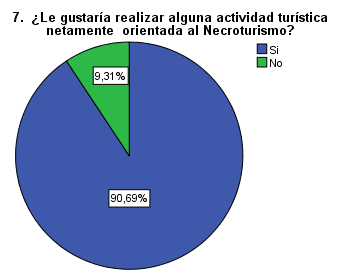 7. ¿Le gustaría realizar alguna actividad turística
netamente orientada al Necroturismo?
Si
No
9,31%
90,69%